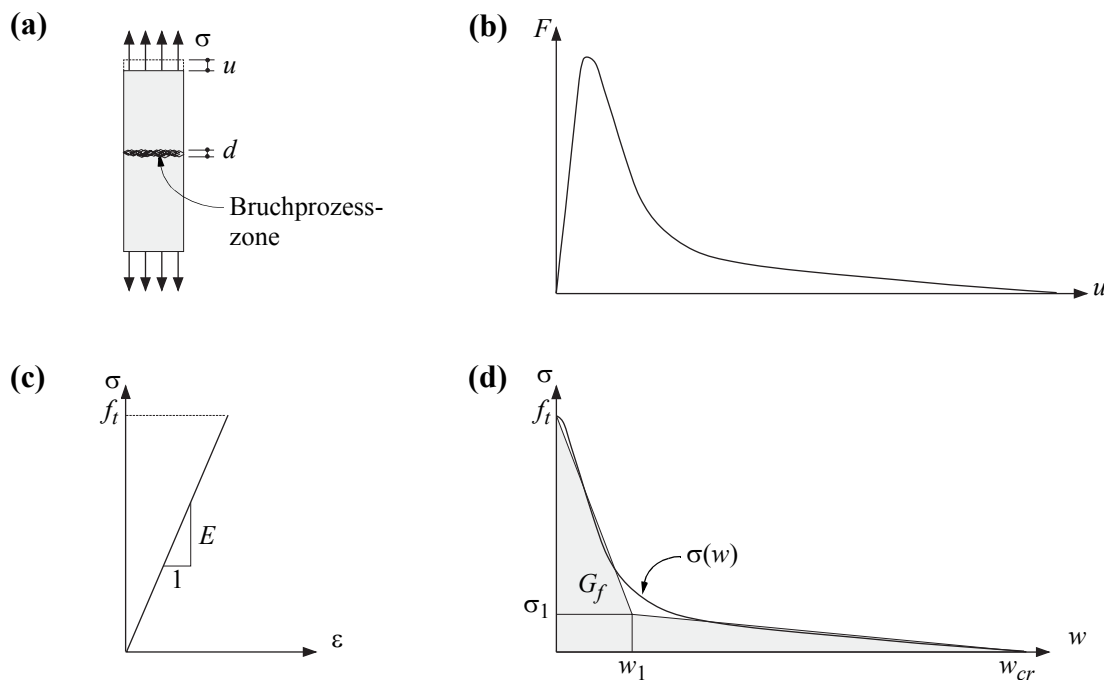 (a)
σ
u
d
Bruchprozess-
zone
(b)
F
u
(c)
σ
f_t
E
1
ε
(d)
σ
f_t
σ(w)
G_f
σ_1
w_1
w_cr
w